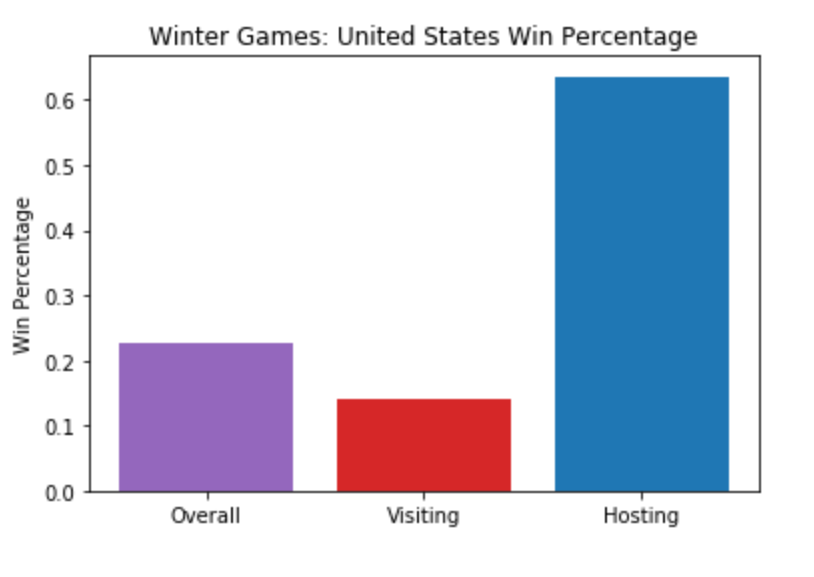 Winter Games: United States Win Percentage
Win Percentage
0.6
0.5
0.4
0.3
0.2
0.1
0.0
Overall
Visiting
Hosting